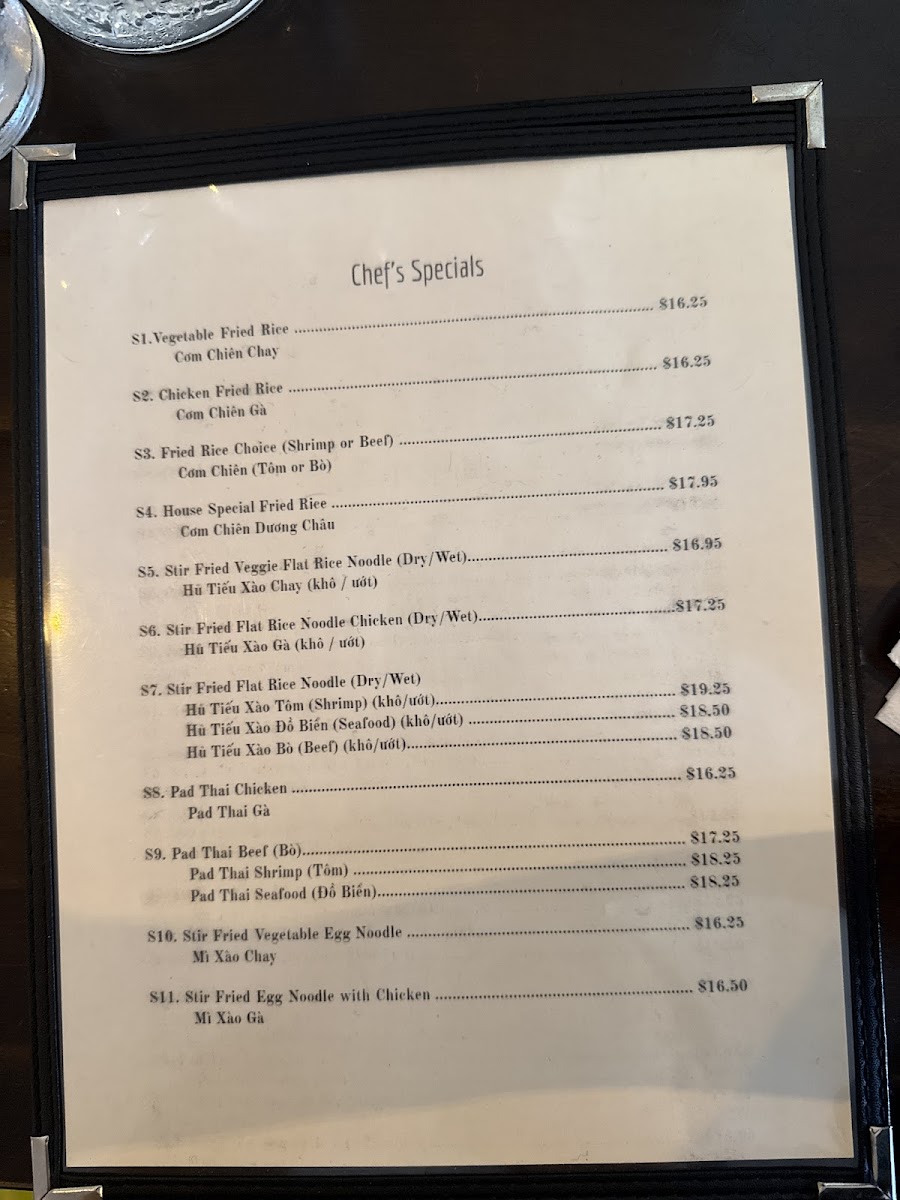 Chef's Specials
S1.Vegetable Fried Rice ........ $16.25
Cơm Chiên Chay
S2. Chicken Fried Rice ........ $16.25
Cơm Chiên Gà
S3. Fried Rice Choice (Shrimp or Beef) ........ $17.25
Cơm Chiên (Tôm or Bò)
S4. House Special Fried Rice ........ $17.95
Cơm Chiên Dương Châu
S5. Stir Fried Veggie Flat Rice Noodle (Dry/Wet)........ $16.95
Hũ Tiếu Xào Chay (khô / ướt)
S6. Stir Fried Flat Rice Noodle Chicken (Dry/Wet)........$17.25
Hú Tiếu Xào Gà (khô / ướt)
S7. Stir Fried Flat Rice Noodle (Dry/Wet)
Hủ Tiếu Xào Tôm (Shrimp) (khô/ướt)........ $19.25
Hủ Tiếu Xào Đồ Biển (Seafood) (khô/ướt) ........ $18.50
Hủ Tiếu Xào Bò (Beef) (khô/ướt)........ $18.50
S8. Pad Thai Chicken ........ $16.25
Pad Thai Gà
S9. Pad Thai Beef (Bò)........ $17.25
Pad Thai Shrimp (Tôm) ........ $18.25
Pad Thai Seafood (Đồ Biển)........ $18.25
S10. Stir Fried Vegetable Egg Noodle ........ $16.25
Mì Xào Chay
S11. Stir Fried Egg Noodle with Chicken ........ $16.50
Mì Xào Gà